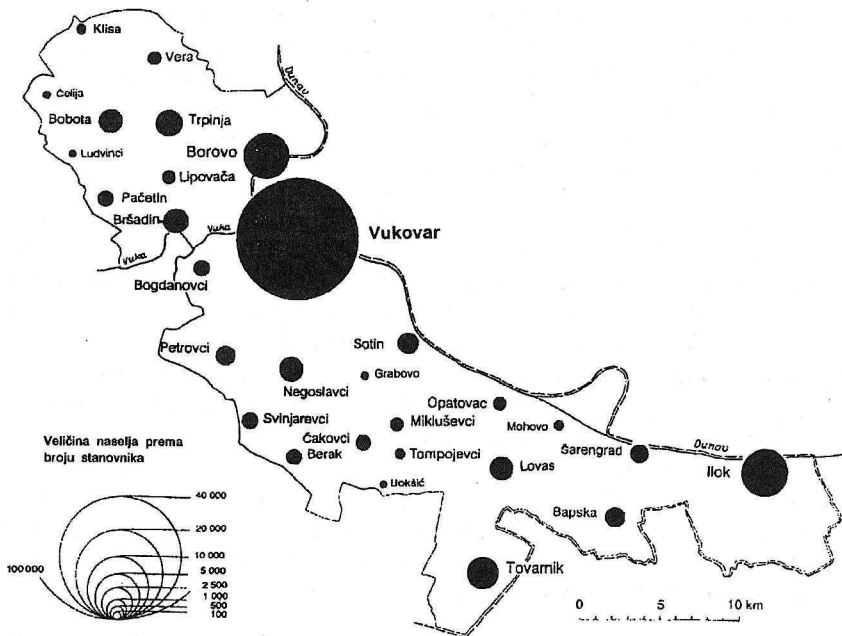 Klisa
Vera
Dunav
Čelija
Bobota
Trpinja
Borovo
Ludvinci
Lipovača
Pačetin
Bršadin
Vuka
Vuka
Vukovar
Bogdanovci
Petrovci
Sotin
Negoslavci
Grabovo
Opatovac
Svinjarevci
Mikluševci
Mohovo
Čakovci
Berak
Tompojevci
Šarengrad
Dunav
Lovas
Ilok
Bokšić
Bapska
Tovarnik
Veličina naselja prema
broju stanovnika
40 000
20 000
10 000
5 000
2 500
1 000
500
100
100 000
0 5 10 km